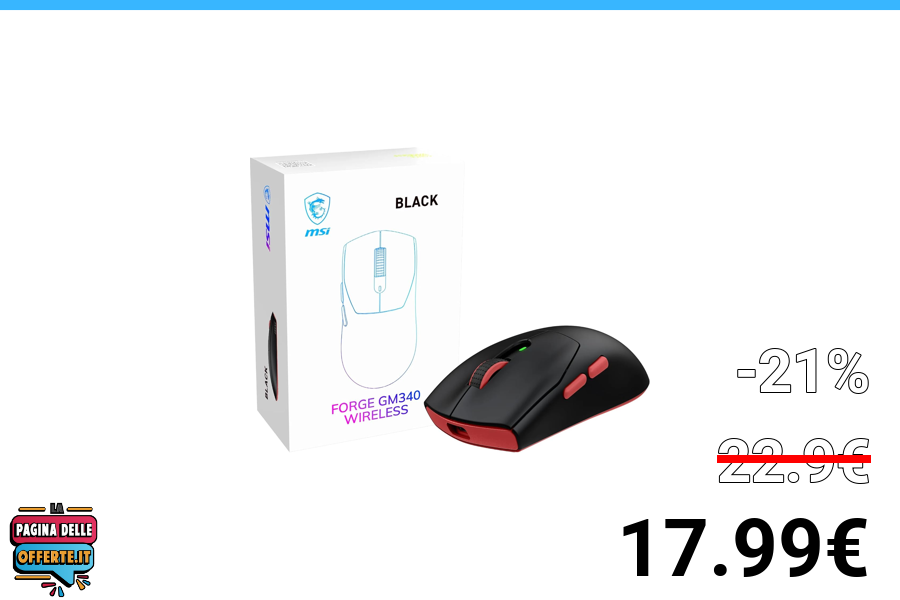 BLACK
msi
msi
BLACK
FORGE GM340
WIRELESS
-21%
22.9€
17.99€
LA
PAGINA DELLE
OFFERTE.IT